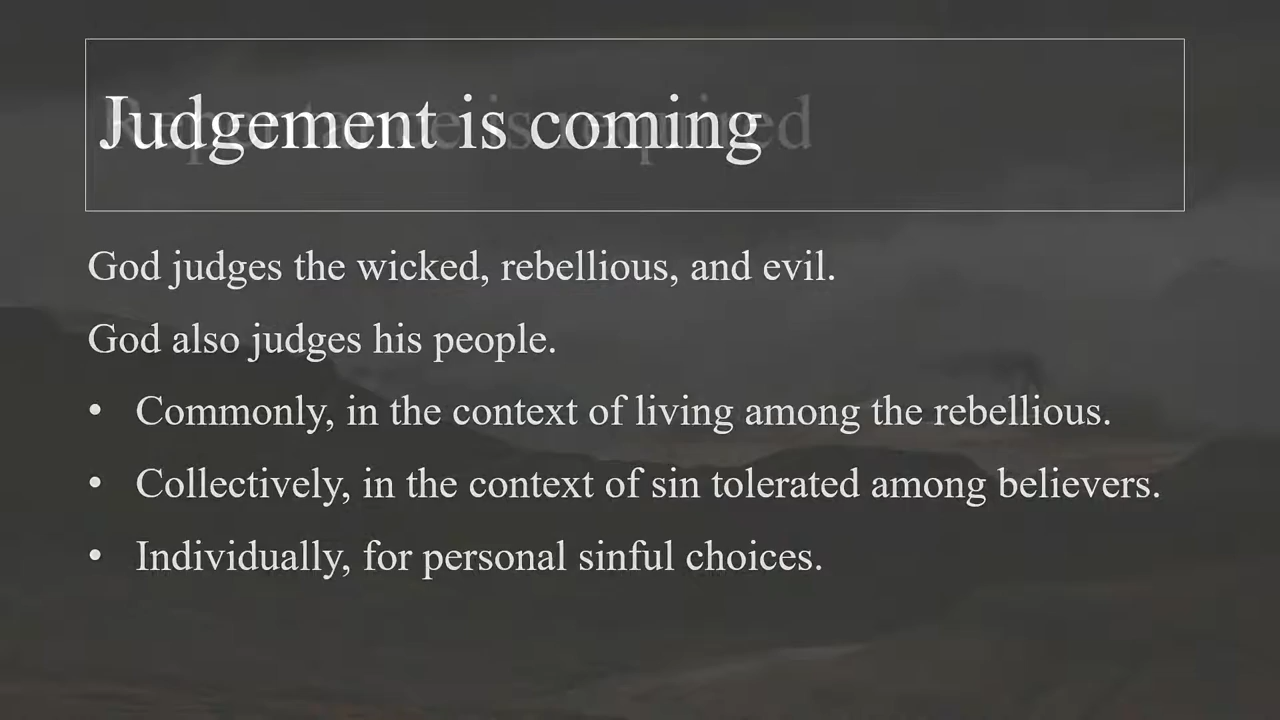 Judgement is coming
God judges the wicked, rebellious, and evil.
God also judges his people.
• Commonly, in the context of living among the rebellious.
• Collectively, in the context of sin tolerated among believers.
• Individually, for personal sinful choices.